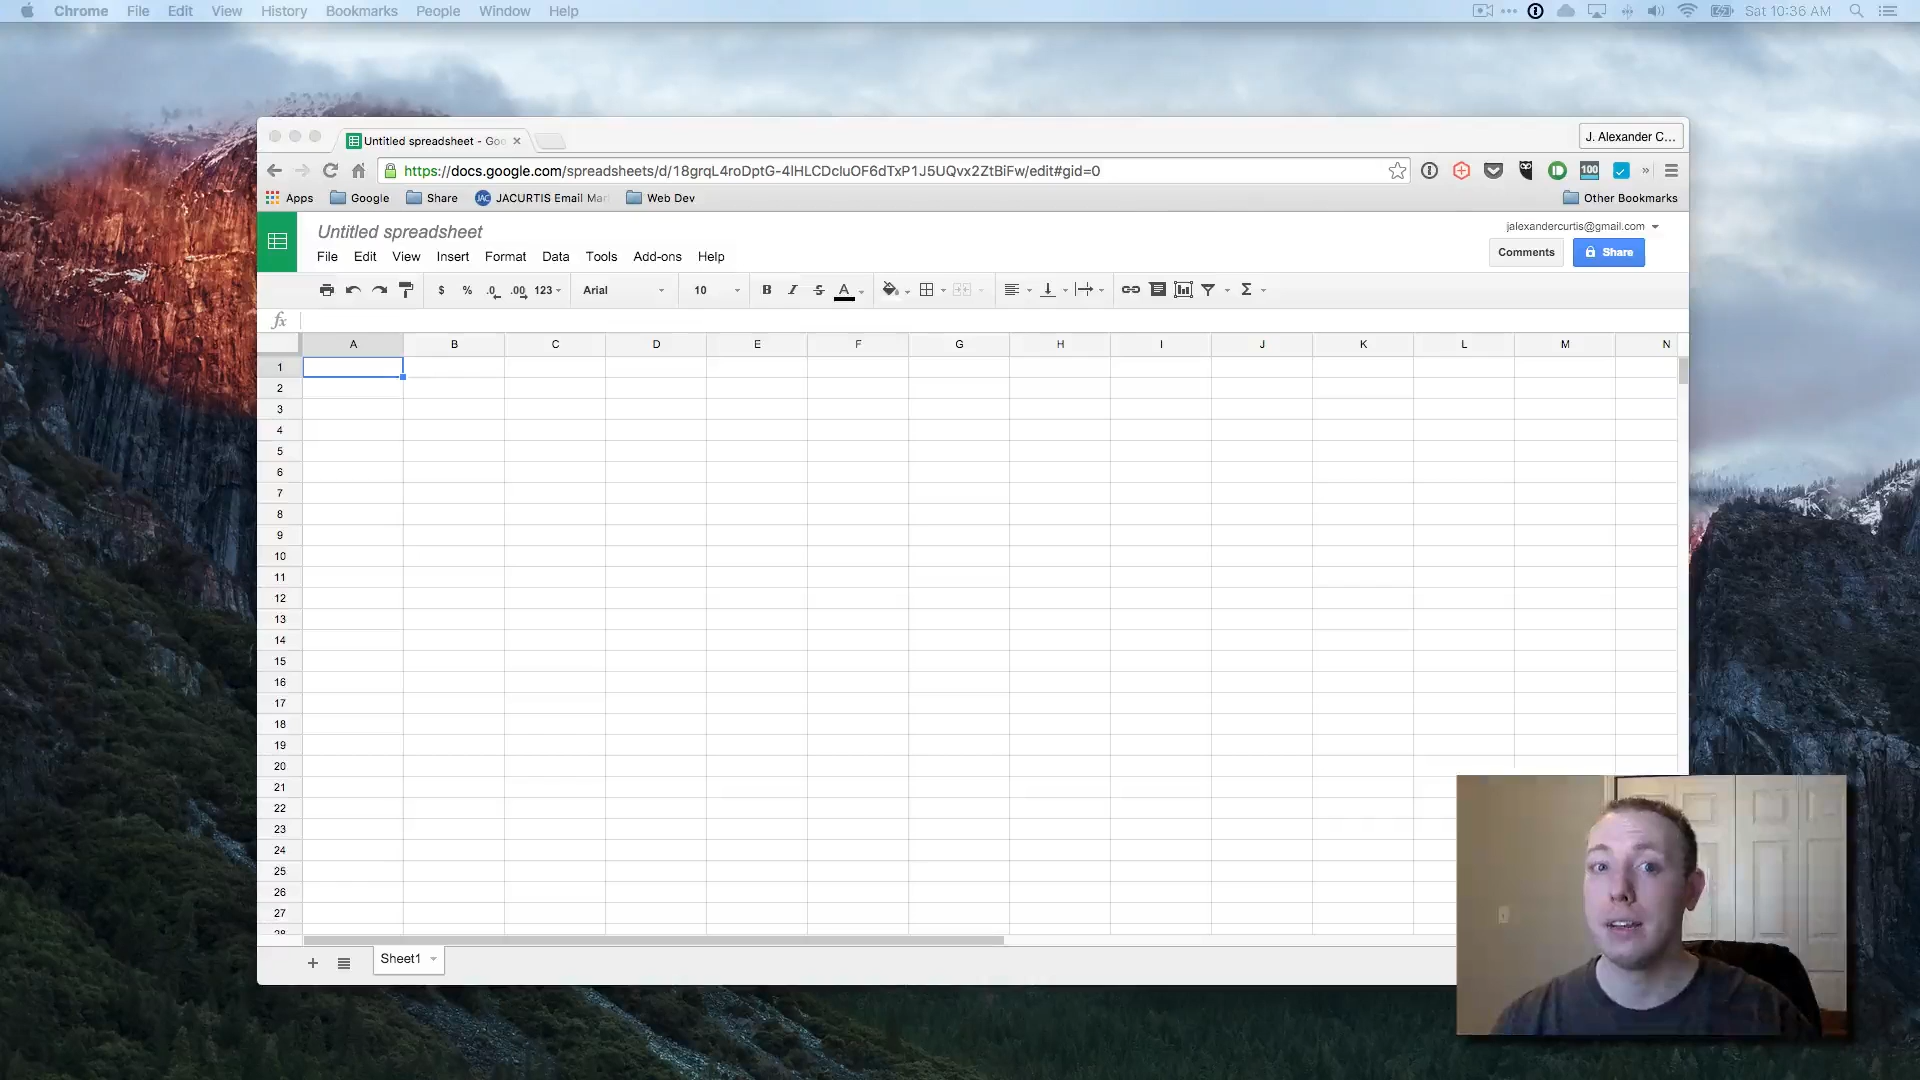 Chrome File Edit View History Bookmarks People Window Help Sat 10:36 AM
Untitled spreadsheet - Goo J. Alexander C...
https://docs.google.com/spreadsheets/d/18grqL4roDptG-4lHLCDcluOF6dTxP1J5UQvx2ZtBiFw/edit#gid=0 100 »
Apps Google Share JAC JACURTIS Email Mar Web Dev Other Bookmarks
Untitled spreadsheet jalexandercurtis@gmail.com
File Edit View Insert Format Data Tools Add-ons Help Comments Share
$ % .0 .00 123 Arial 10 B I S A Σ
fx
A B C D E F G H I J K L M N
1
2
3
4
5
6
7
8
9
10
11
12
13
14
15
16
17
18
19
20
21
22
23
24
25
26
27
28
+ Sheet1